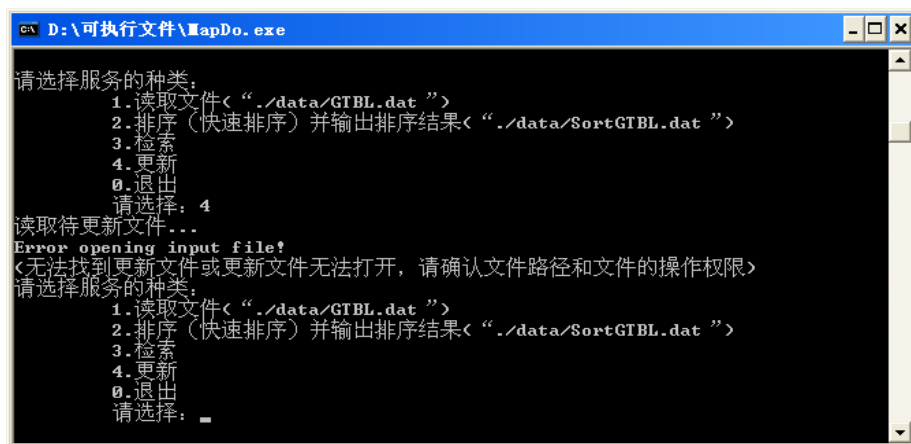 D:\可执行文件\MapDo.exe
请选择服务的种类:
1.读取文件(“./data/GTBL.dat ”)
2.排序（快速排序）并输出排序结果(“./data/SortGTBL.dat ”)
3.检索
4.更新
0.退出
请选择: 4
读取待更新文件...
Error opening input file!
(无法找到更新文件或更新文件无法打开, 请确认文件路径和文件的操作权限)
请选择服务的种类:
1.读取文件(“./data/GTBL.dat ”)
2.排序（快速排序）并输出排序结果(“./data/SortGTBL.dat ”)
3.检索
4.更新
0.退出
请选择: _